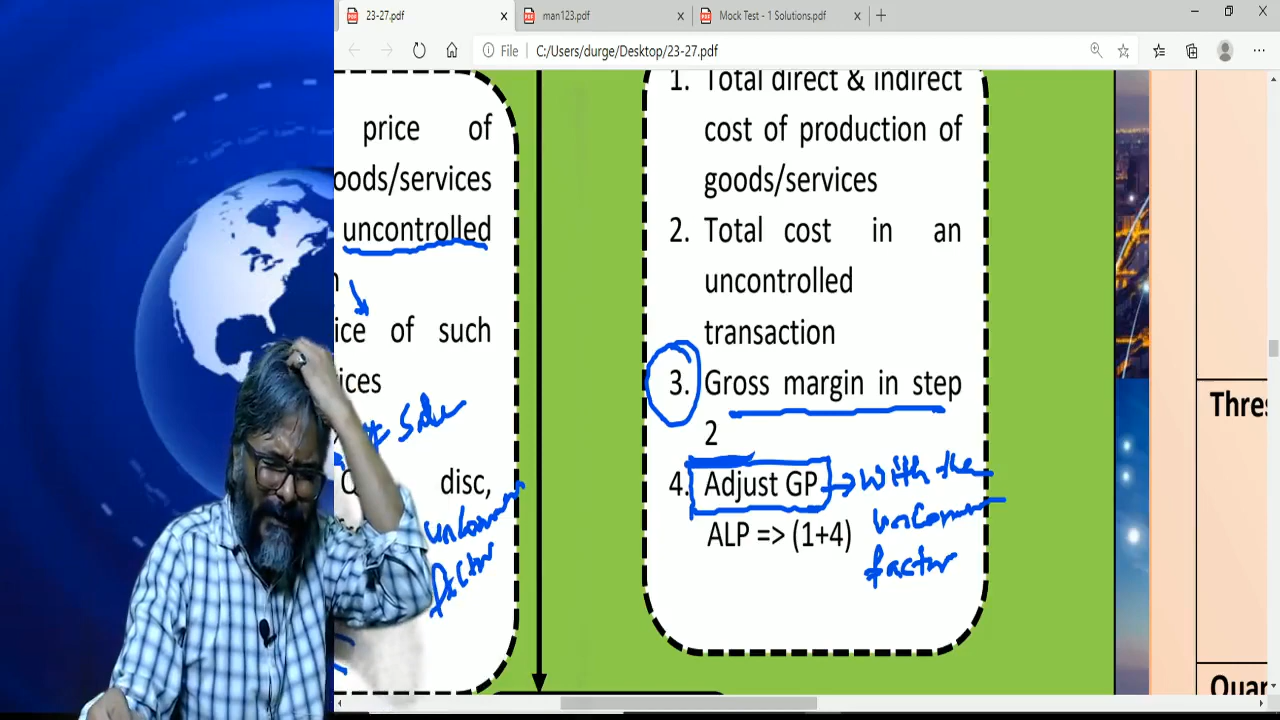 23-27.pdf
man123.pdf
Mock Test - 1 Solutions.pdf
File
C:/Users/durge/Desktop/23-27.pdf
price of
oods/services
uncontrolled
n
ice of such
ices
disc,
factor
1. Total direct & indirect
cost of production of
goods/services
2. Total cost in an
uncontrolled
transaction
3. Gross margin in step
2
4. Adjust GP → with the
uncommon
ALP => (1+4)
factor
Thres
Quar